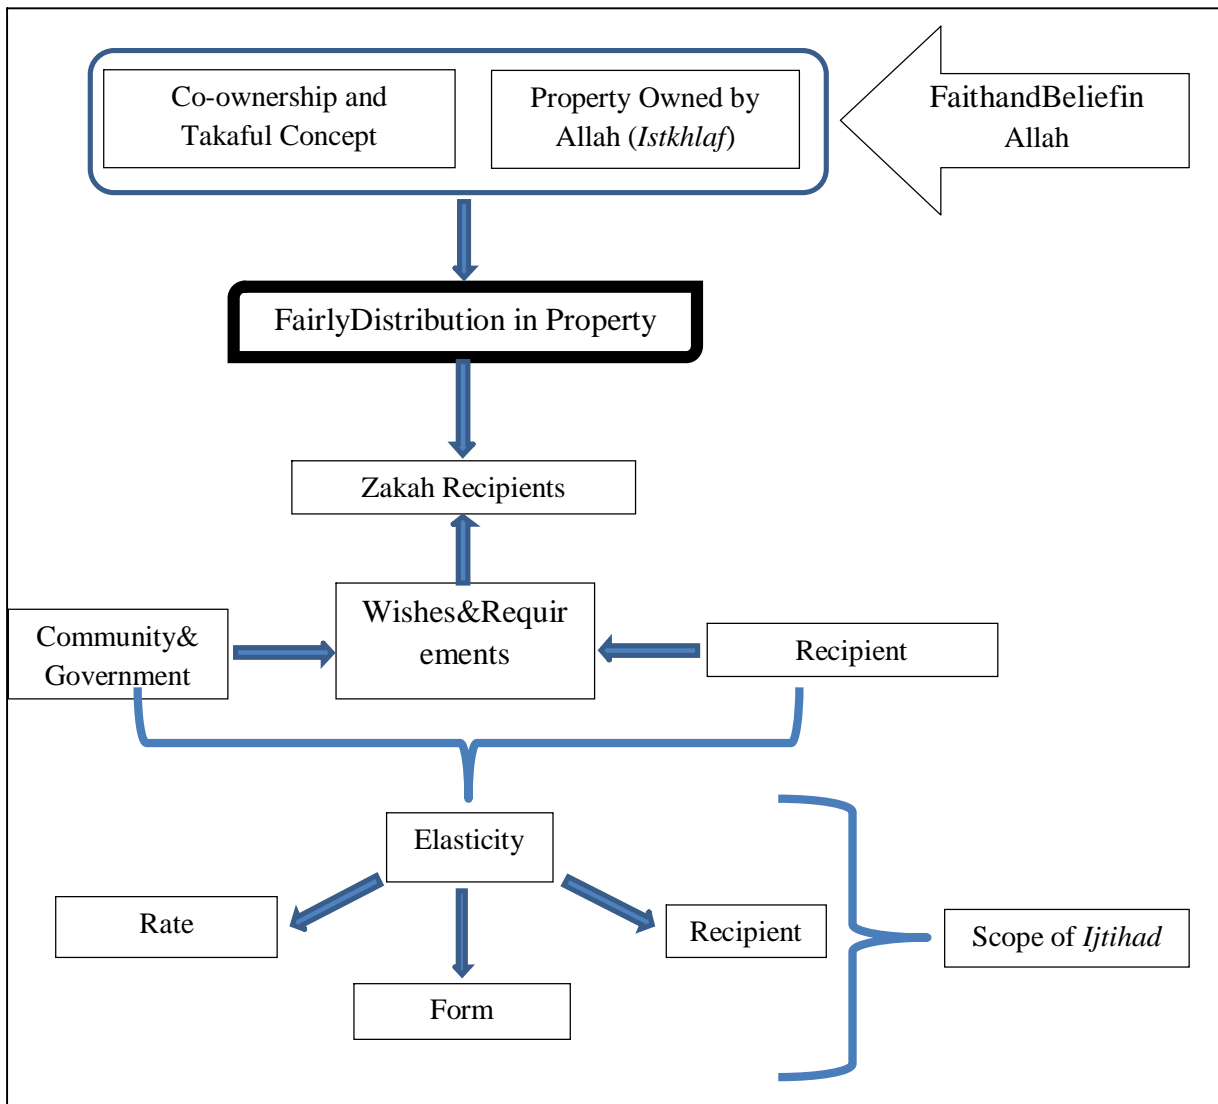 Co-ownership and
Takaful Concept
Property Owned by
Allah (Istkhlaf)
FaithandBeliefin
Allah
FairlyDistribution in Property
Zakah Recipients
Community&
Government
Wishes&Requir
ements
Recipient
Elasticity
Rate
Form
Recipient
Scope of Ijtihad